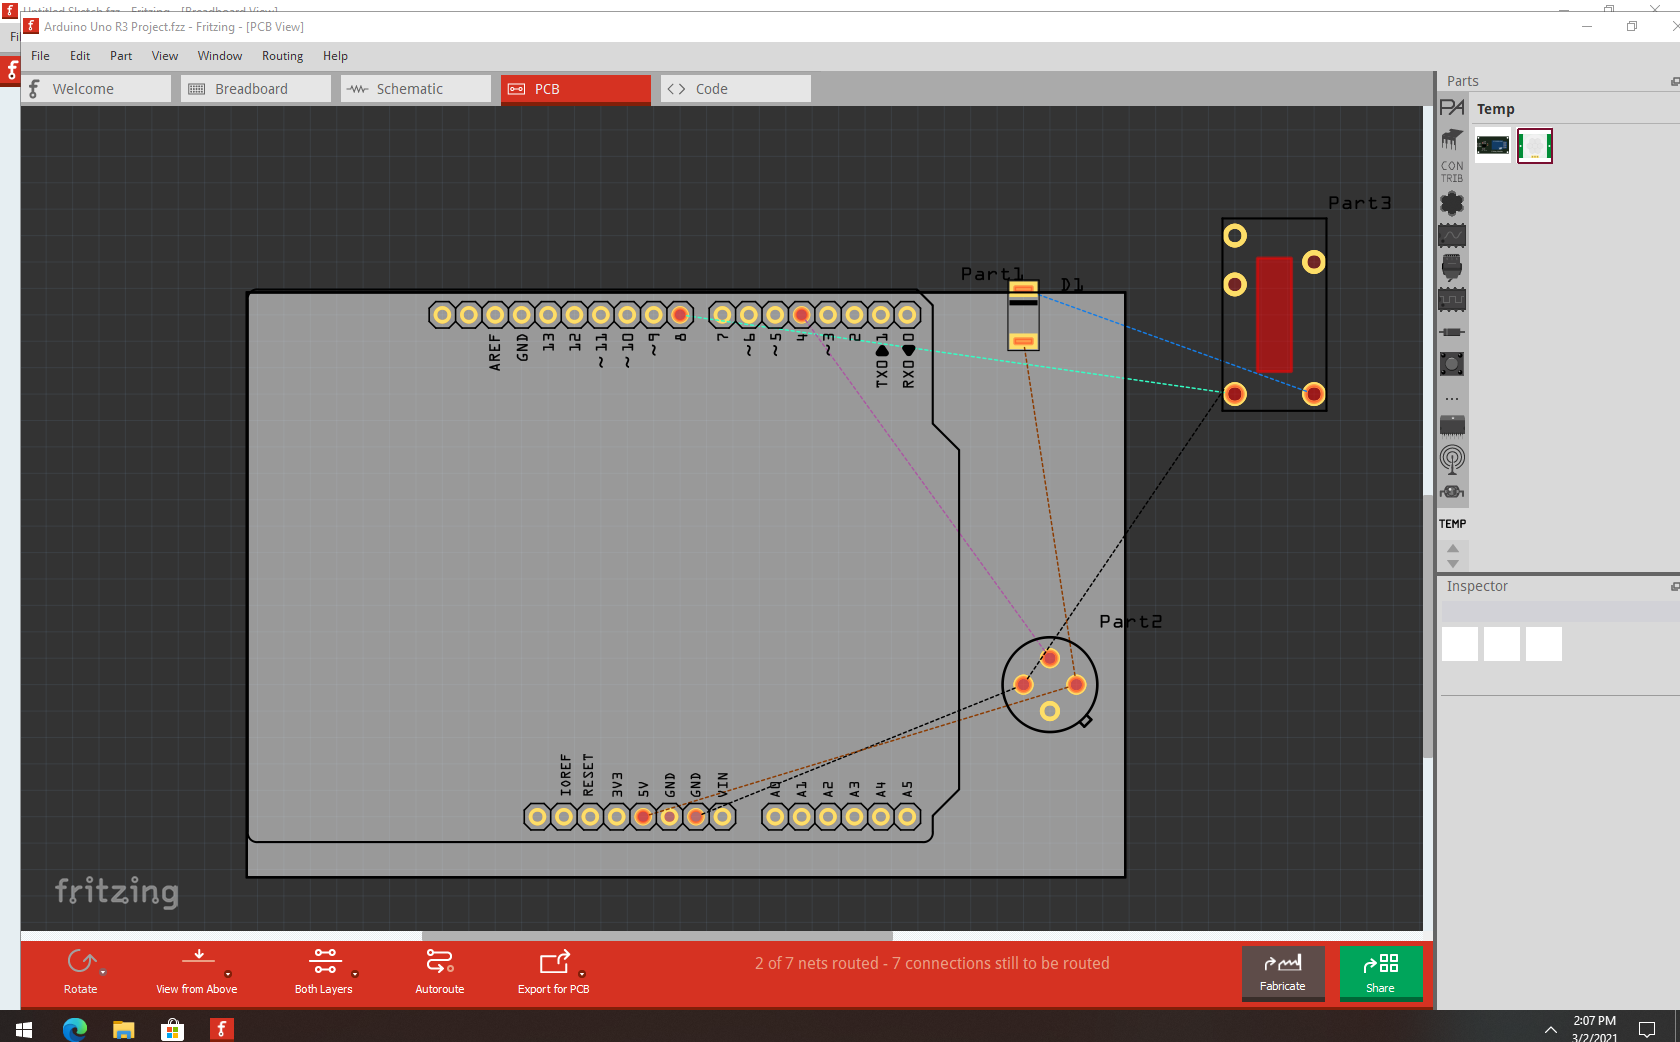 Untitled Sketch.fzz - Fritzing - [Breadboard View]
Arduino Uno R3 Project.fzz - Fritzing - [PCB View]
Fi
File Edit Part View Window Routing Help
Welcome Breadboard Schematic PCB Code
Parts
Temp
CON
TRIB
Part3
Part1 D1
AREF GND 13 12 ~11 ~10 ~9 8 7 ~6 ~5 4 ~3 2 TX0 1 RX0 0
Part2
IOREF RESET 3V3 5V GND GND VIN A0 A1 A2 A3 A4 A5
TEMP
Inspector
fritzing
Rotate View from Above Both Layers Autoroute Export for PCB
2 of 7 nets routed - 7 connections still to be routed
Fabricate Share
2:07 PM
3/2/2021